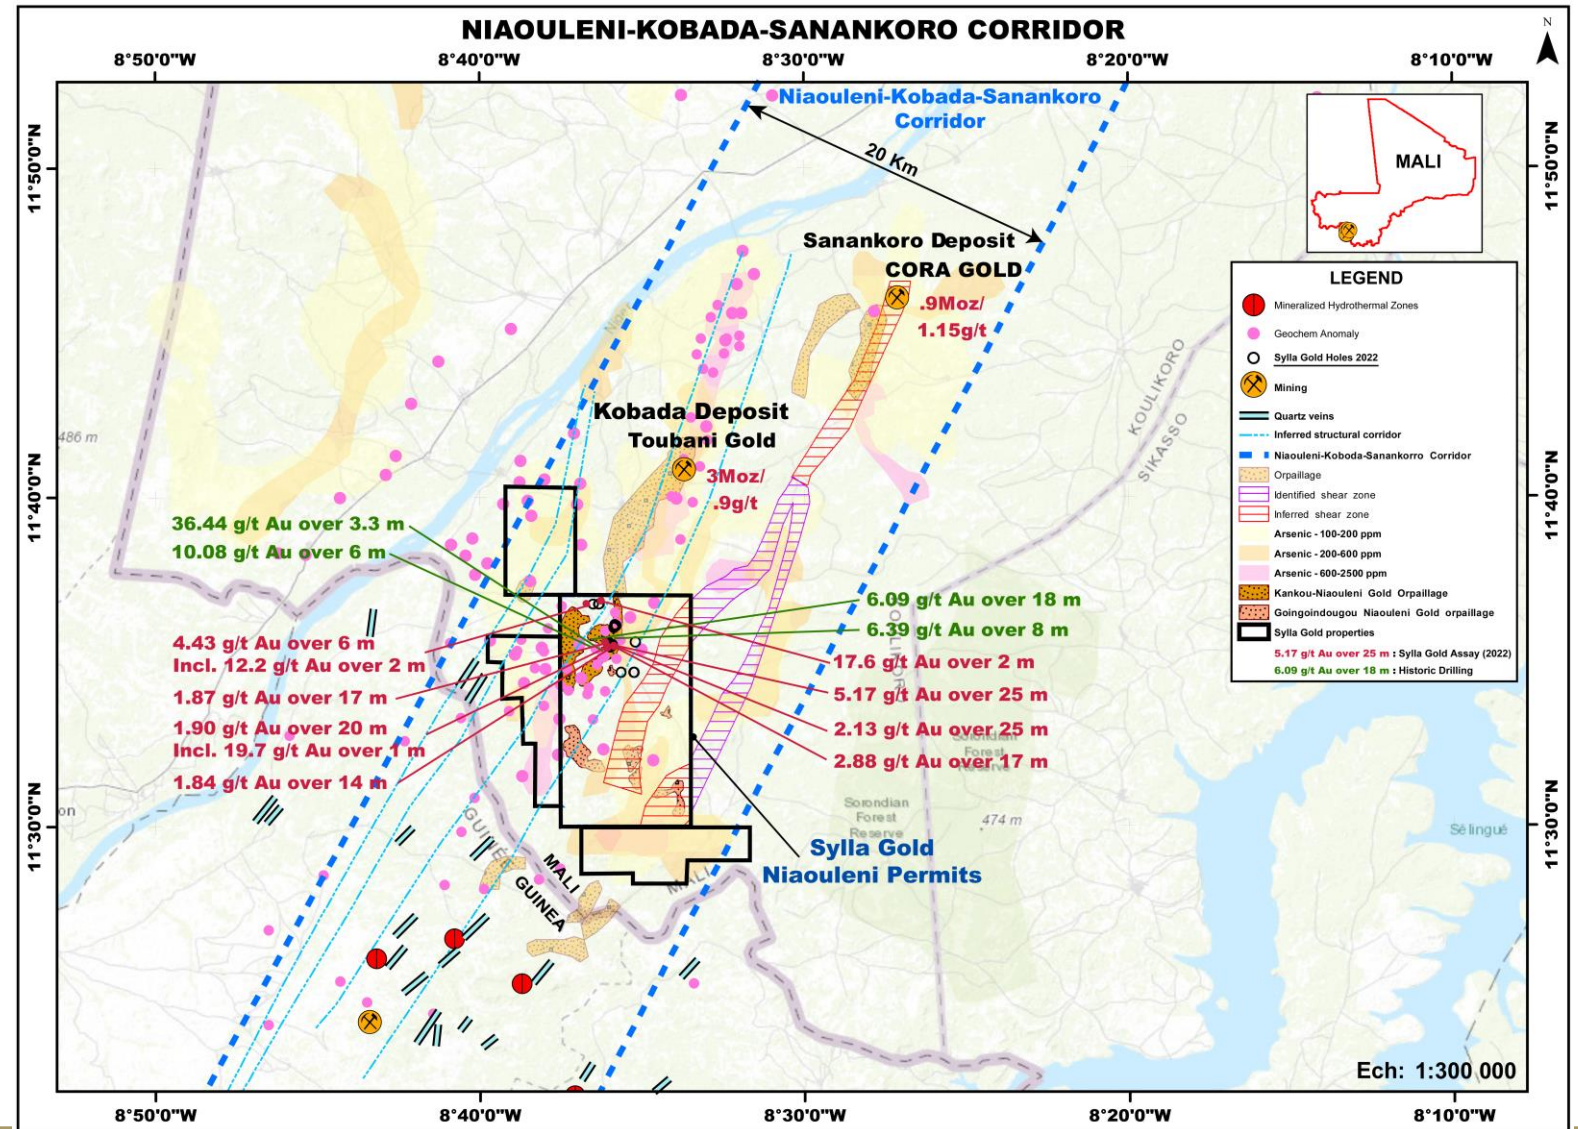 NIAOULENI-KOBADA-SANANKORO CORRIDOR
N
8°50'0"W
8°40'0"W
8°30'0"W
8°20'0"W
8°10'0"W
11°50'0"N
11°40'0"N
11°30'0"N
11°50'0"N
11°40'0"N
11°30'0"N
Niaouleni-Kobada-Sanankoro
Corridor
20 Km
MALI
Sanankoro Deposit
CORA GOLD
.9Moz/
1.15g/t
Kobada Deposit
Toubani Gold
3Moz/
.9g/t
486 m
KOULIKORO
SIKASSO
LEGEND
Mineralized Hydrothermal Zones
Geochem Anomaly
Sylla Gold Holes 2022
Mining
Quartz veins
Inferred structural corridor
Niaouleni-Koboda-Sanankorro Corridor
Orpaillage
Identified shear zone
Inferred shear zone
Arsenic - 100-200 ppm
Arsenic - 200-600 ppm
Arsenic - 600-2500 ppm
Kankou-Niaouleni Gold Orpaillage
Goingoindougou Niaouleni Gold orpaillage
Sylla Gold properties
5.17 g/t Au over 25 m : Sylla Gold Assay (2022)
6.09 g/t Au over 18 m : Historic Drilling
36.44 g/t Au over 3.3 m
10.08 g/t Au over 6 m
4.43 g/t Au over 6 m
Incl. 12.2 g/t Au over 2 m
1.87 g/t Au over 17 m
1.90 g/t Au over 20 m
Incl. 19.7 g/t Au over 1 m
1.84 g/t Au over 14 m
6.09 g/t Au over 18 m
6.39 g/t Au over 8 m
17.6 g/t Au over 2 m
5.17 g/t Au over 25 m
2.13 g/t Au over 25 m
2.88 g/t Au over 17 m
Sorondian
Forest
Reserve
Sorondian
Forest
Reserve
474 m
Sélingué
Sylla Gold
Niaouleni Permits
MALI
GUINEA
MALI
Ech: 1:300 000
8°50'0"W
8°40'0"W
8°30'0"W
8°20'0"W
8°10'0"W